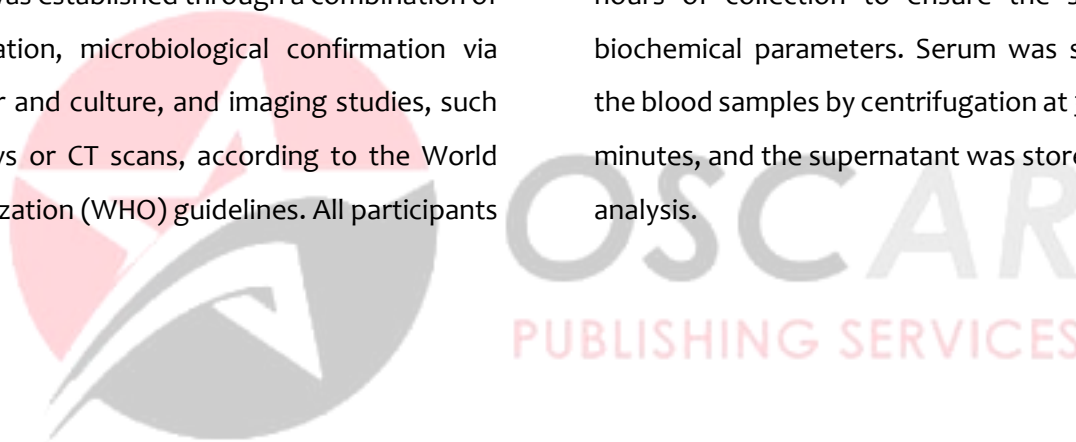 was established through a combination of
ation, microbiological confirmation via
r and culture, and imaging studies, such
ys or CT scans, according to the World
zation (WHO) guidelines. All participants
hours of collection to ensure the s
biochemical parameters. Serum was s
the blood samples by centrifugation at
minutes, and the supernatant was store
analysis.
OSCAR
PUBLISHING SERVICES